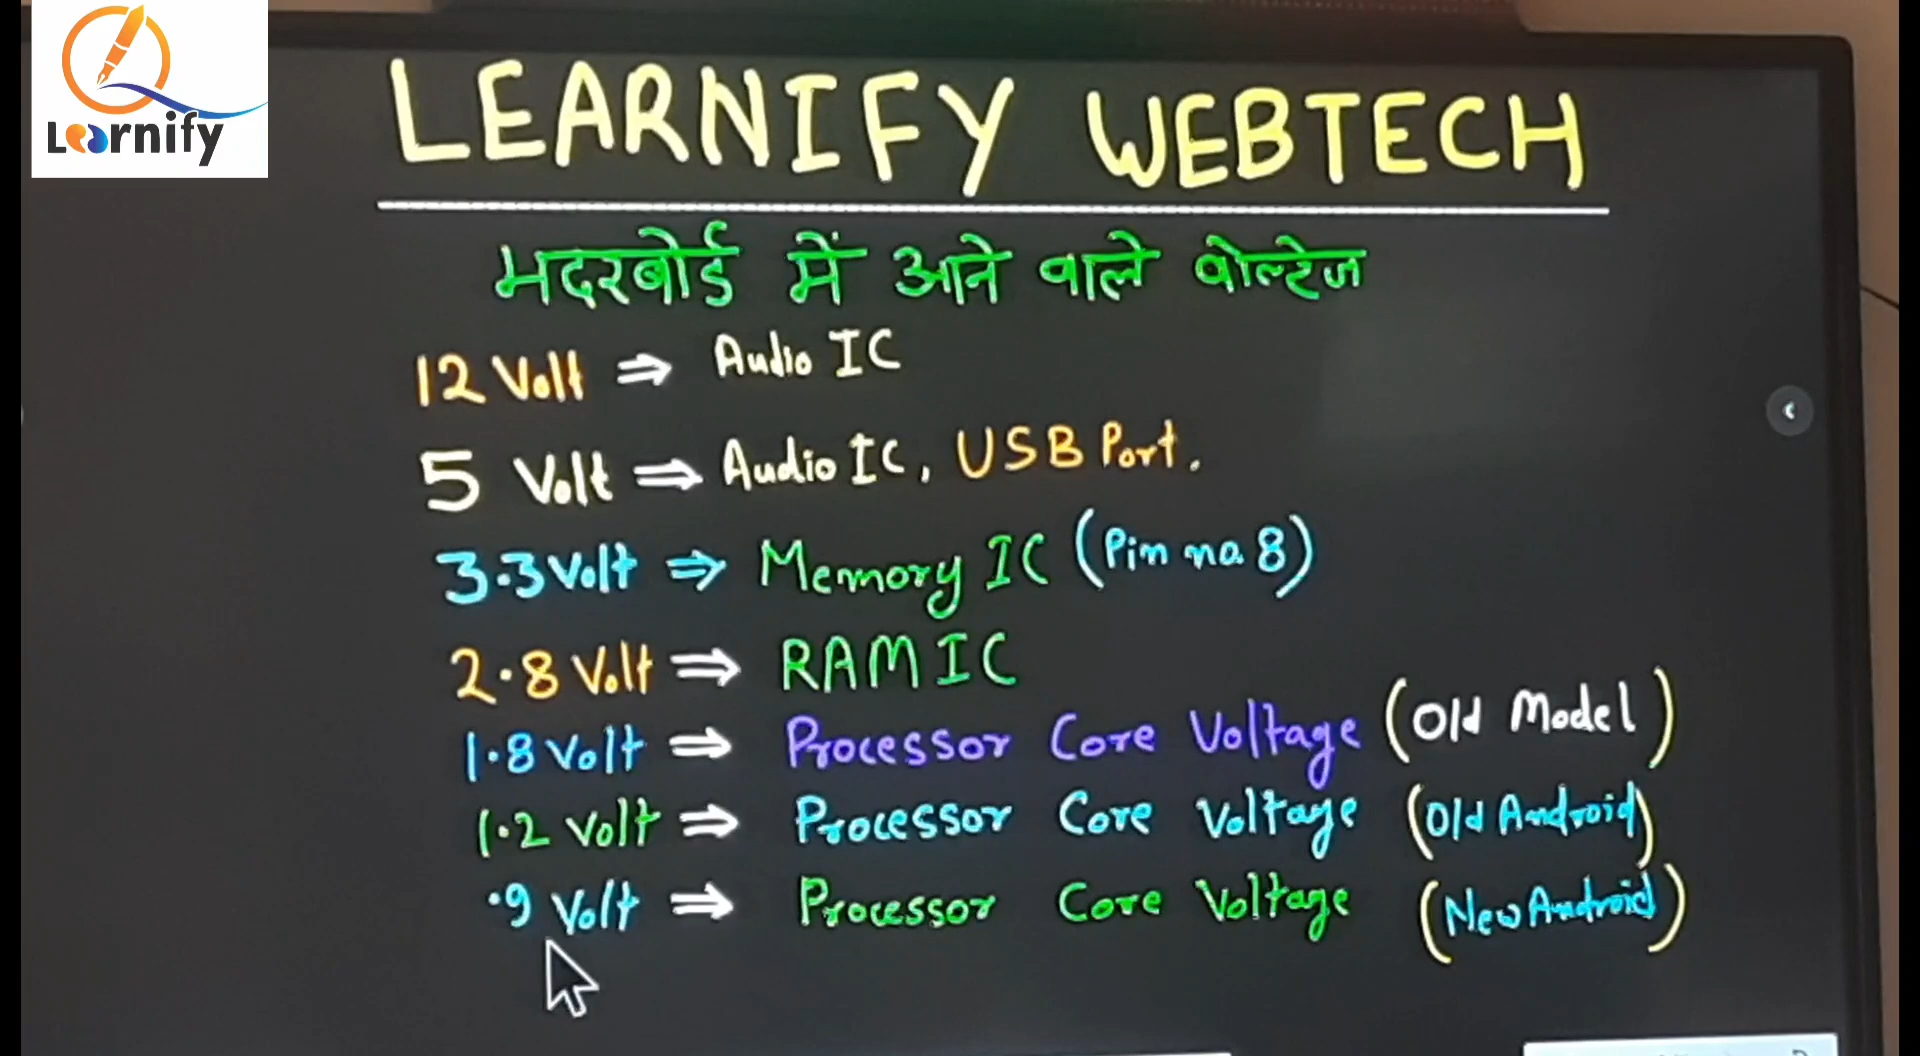 Learnify
LEARNIFY WEBTECH
मदरबोर्ड में आने वाले वोल्टेज
12 Volt ⇒ Audio IC
5 Volt ⇒ Audio IC, USB Port.
3.3 Volt ⇒ Memory IC (Pin no. 8)
2.8 Volt ⇒ RAM IC
1.8 Volt ⇒ Processor Core Voltage (Old Model)
1.2 Volt ⇒ Processor Core Voltage (Old Android)
.9 Volt ⇒ Processor Core Voltage (New Android)